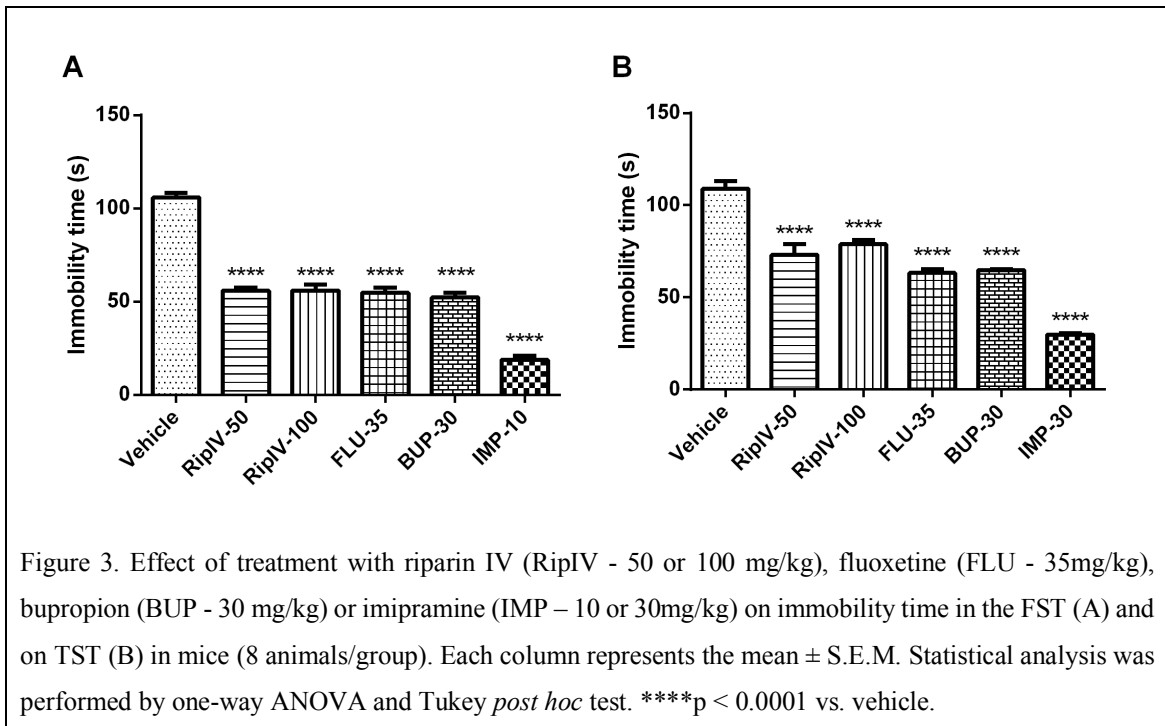 A
150
100
50
0
Immobility time (s)
****
****
****
****
****
Vehicle
RipIV-50
RipIV-100
FLU-35
BUP-30
IMP-10
B
150
100
50
0
Immobility time (s)
****
****
****
****
****
Vehicle
RipIV-50
RipIV-100
FLU-35
BUP-30
IMP-30
Figure 3. Effect of treatment with riparin IV (RipIV - 50 or 100 mg/kg), fluoxetine (FLU - 35mg/kg),
bupropion (BUP - 30 mg/kg) or imipramine (IMP – 10 or 30mg/kg) on immobility time in the FST (A) and
on TST (B) in mice (8 animals/group). Each column represents the mean ± S.E.M. Statistical analysis was
performed by one-way ANOVA and Tukey post hoc test. ****p < 0.0001 vs. vehicle.